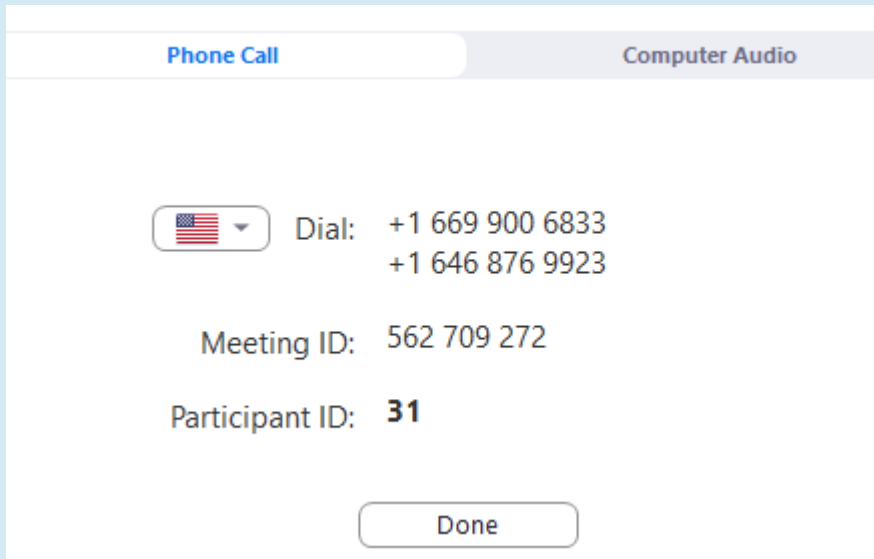 Phone Call
Computer Audio
Dial: +1 669 900 6833
+1 646 876 9923
Meeting ID: 562 709 272
Participant ID: 31
Done